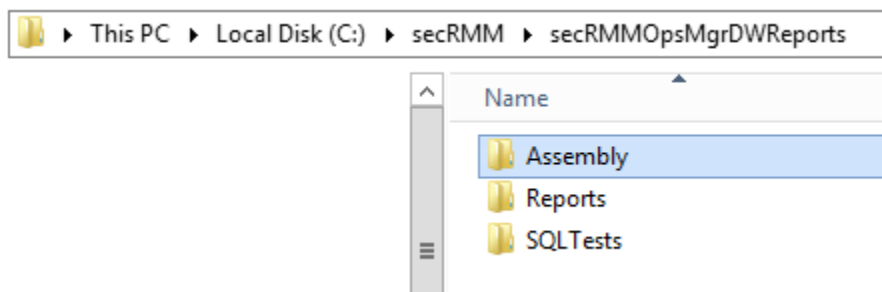 This PC Local Disk (C:) secRMM secRMMOpsMgrDWReports
Name
Assembly
Reports
SQLTests